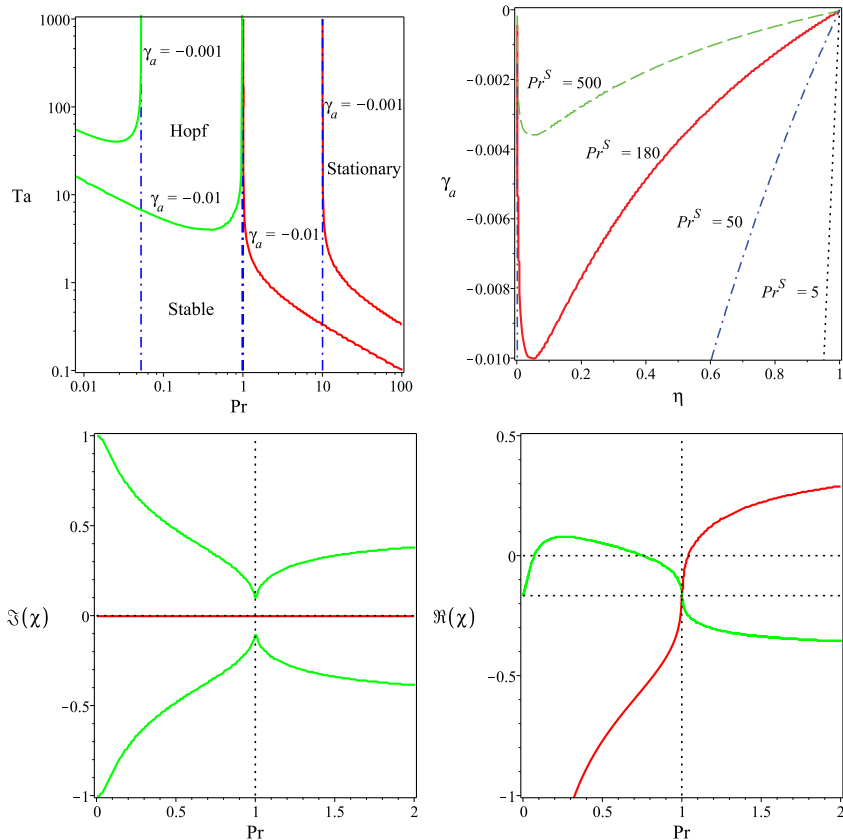 1000
γₐ = −0.001
100
Hopf
γₐ = −0.001
Ta
Stationary
10
γₐ = −0.01
γₐ = −0.01
1
Stable
0.1
0.01
0.1
1
10
100
Pr
0
−0.002
Pr^S = 500
−0.004
Pr^S = 180
γₐ
−0.006
Pr^S = 50
−0.008
Pr^S = 5
−0.010
0
0.2
0.4
0.6
0.8
1
η
1
0.5
ℑ(χ)
0
−0.5
−1
0
0.5
1
1.5
2
Pr
0.5
0
ℜ(χ)
−0.5
−1
0
0.5
1
1.5
2
Pr